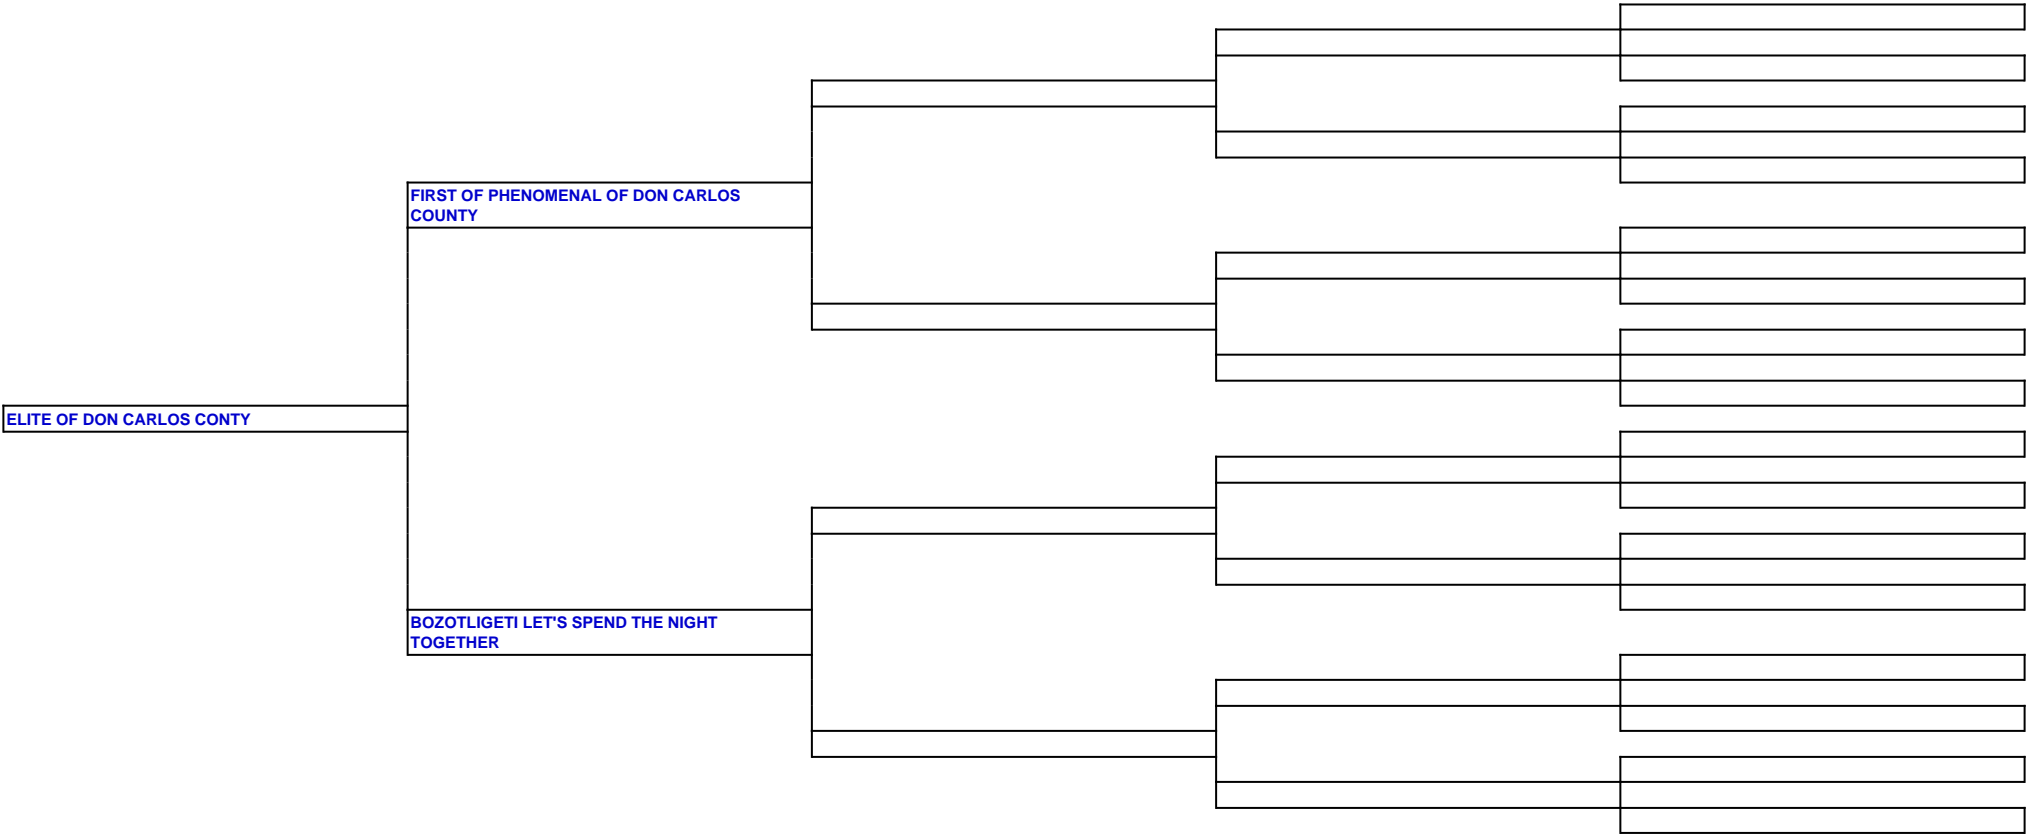 FIRST OF PHENOMENAL OF DON CARLOS
COUNTY
ELITE OF DON CARLOS CONTY
BOZOTLIGETI LET'S SPEND THE NIGHT
TOGETHER